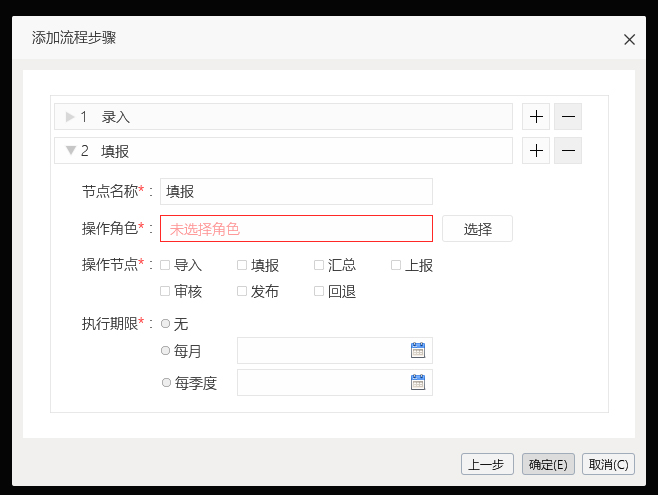 添加流程步骤
1 录入
2 填报
节点名称*： 填报
操作角色*： 未选择角色 选择
操作节点*： 导入 填报 汇总 上报
审核 发布 回退
执行期限*： 无
每月
每季度
上一步 确定(E) 取消(C)